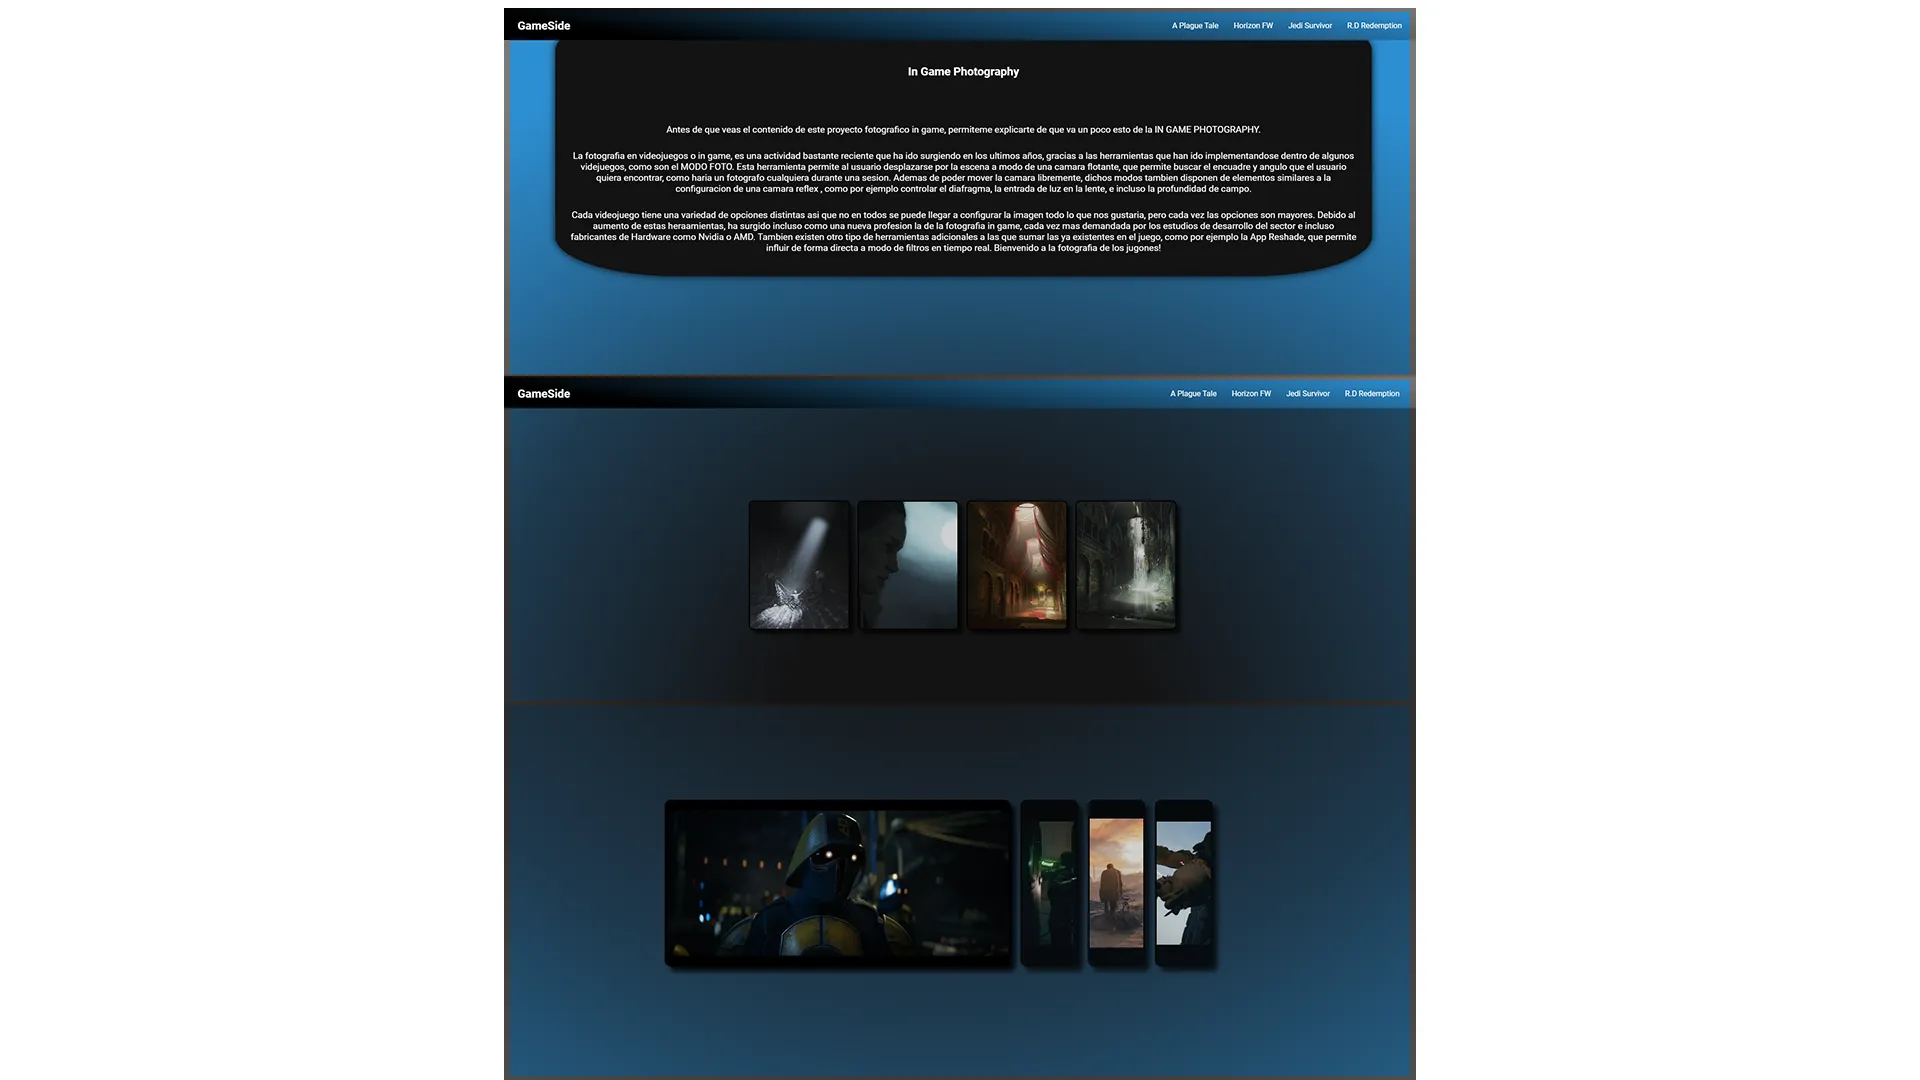 GameSide
A Plague Tale
Horizon FW
Jedi Survivor
R.D Redemption
In Game Photography
Antes de que veas el contenido de este proyecto fotografico in game, permiteme explicarte de que va un poco esto de la IN GAME PHOTOGRAPHY.
La fotografia en videojuegos o in game, es una actividad bastante reciente que ha ido surgiendo en los ultimos años, gracias a las herramientas que han ido implementandose dentro de algunos
videjuegos, como son el MODO FOTO. Esta herramienta permite al usuario desplazarse por la escena a modo de una camara flotante, que permite buscar el encuadre y angulo que el usuario
quiera encontrar, como haria un fotografo cualquiera durante una sesion. Ademas de poder mover la camara libremente, dichos modos tambien disponen de elementos similares a la
configuracion de una camara reflex , como por ejemplo controlar el diafragma, la entrada de luz en la lente, e incluso la profundidad de campo.
Cada videojuego tiene una variedad de opciones distintas asi que no en todos se puede llegar a configurar la imagen todo lo que nos gustaria, pero cada vez las opciones son mayores. Debido al
aumento de estas heraamientas, ha surgido incluso como una nueva profesion la de la fotografia in game, cada vez mas demandada por los estudios de desarrollo del sector e incluso
fabricantes de Hardware como Nvidia o AMD. Tambien existen otro tipo de herramientas adicionales a las que sumar las ya existentes en el juego, como por ejemplo la App Reshade, que permite
influir de forma directa a modo de filtros en tiempo real. Bienvenido a la fotografia de los jugones!
GameSide
A Plague Tale
Horizon FW
Jedi Survivor
R.D Redemption